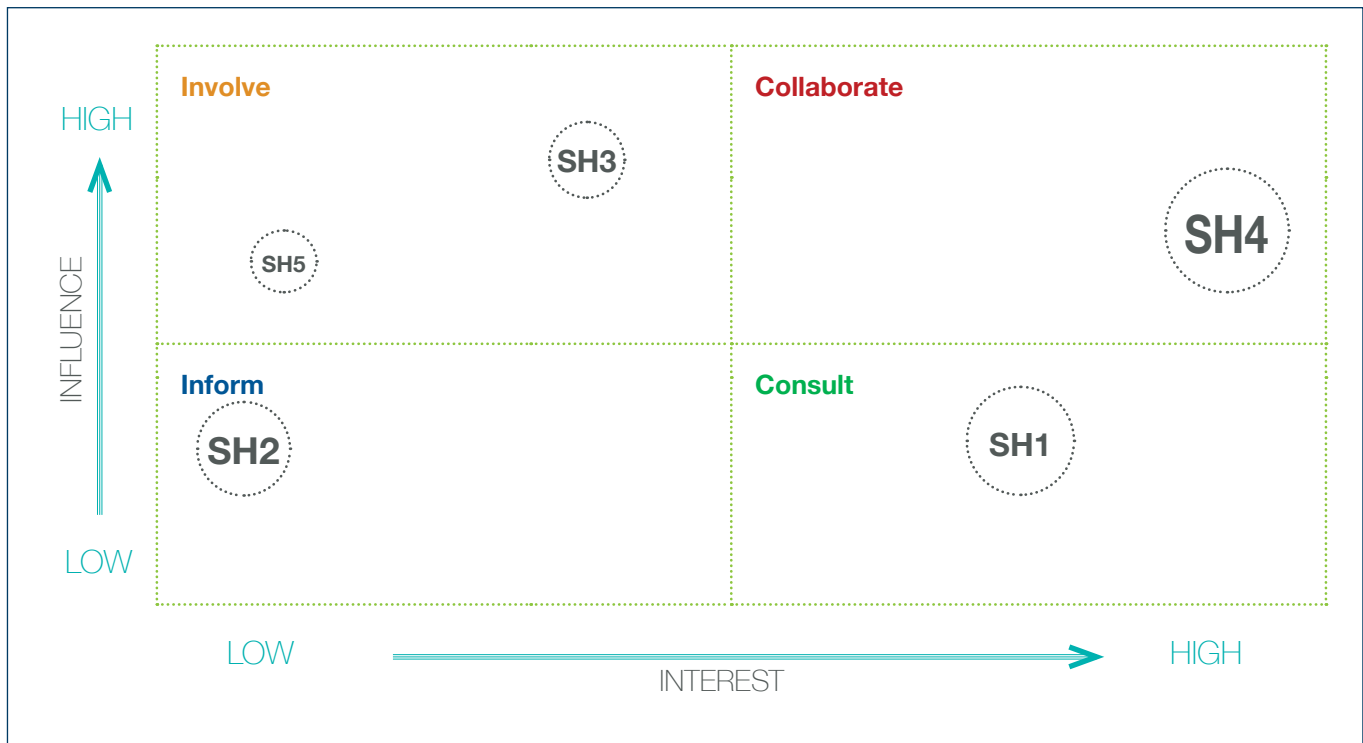 Involve
Collaborate
HIGH
SH3
SH4
SH5
INFLUENCE
Inform
Consult
SH2
SH1
LOW
LOW
HIGH
INTEREST